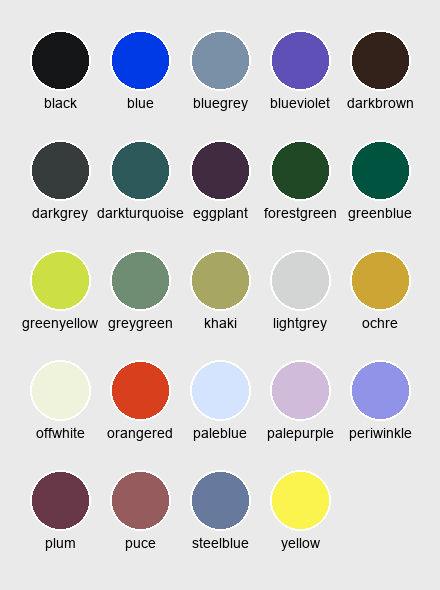 black blue bluegrey blueviolet darkbrown
darkgrey darkturquoise eggplant forestgreen greenblue
greenyellow greygreen khaki lightgrey ochre
offwhite orangered paleblue palepurple periwinkle
plum puce steelblue yellow